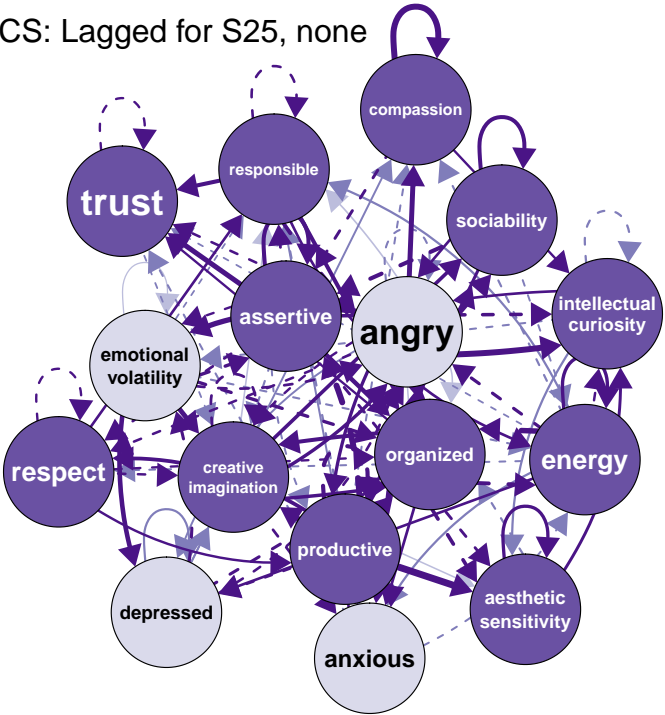 CS: Lagged for S25, none
compassion
responsible
trust
sociability
intellectual
curiosity
assertive
angry
emotional
volatility
organized
energy
respect
creative
imagination
productive
depressed
aesthetic
sensitivity
anxious